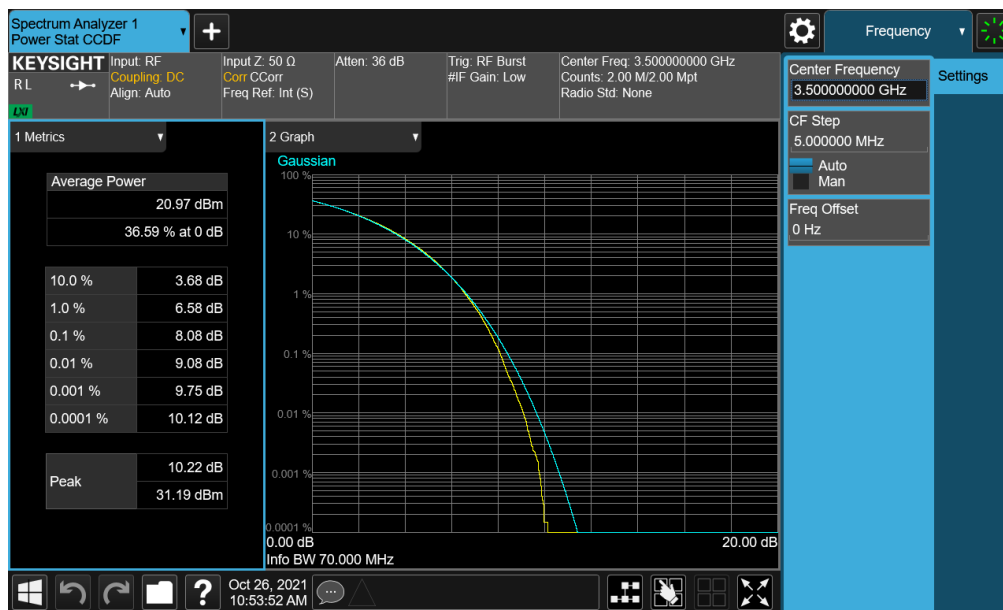 Spectrum Analyzer 1
Power Stat CCDF
Frequency
KEYSIGHT
RL
LXI
Input: RF
Coupling: DC
Align: Auto
Input Z: 50 Ω
Corr CCorr
Freq Ref: Int (S)
Atten: 36 dB
Trig: RF Burst
#IF Gain: Low
Center Freq: 3.500000000 GHz
Counts: 2.00 M/2.00 Mpt
Radio Std: None
Center Frequency
3.500000000 GHz
Settings
CF Step
5.000000 MHz
Auto
Man
Freq Offset
0 Hz
1 Metrics
Average Power
20.97 dBm
36.59 % at 0 dB
10.0 % 3.68 dB
1.0 % 6.58 dB
0.1 % 8.08 dB
0.01 % 9.08 dB
0.001 % 9.75 dB
0.0001 % 10.12 dB
Peak 10.22 dB
31.19 dBm
2 Graph
Gaussian
100 %
10 %
1 %
0.1 %
0.01 %
0.001 %
0.0001 %
0.00 dB 20.00 dB
Info BW 70.000 MHz
?
Oct 26, 2021
10:53:52 AM